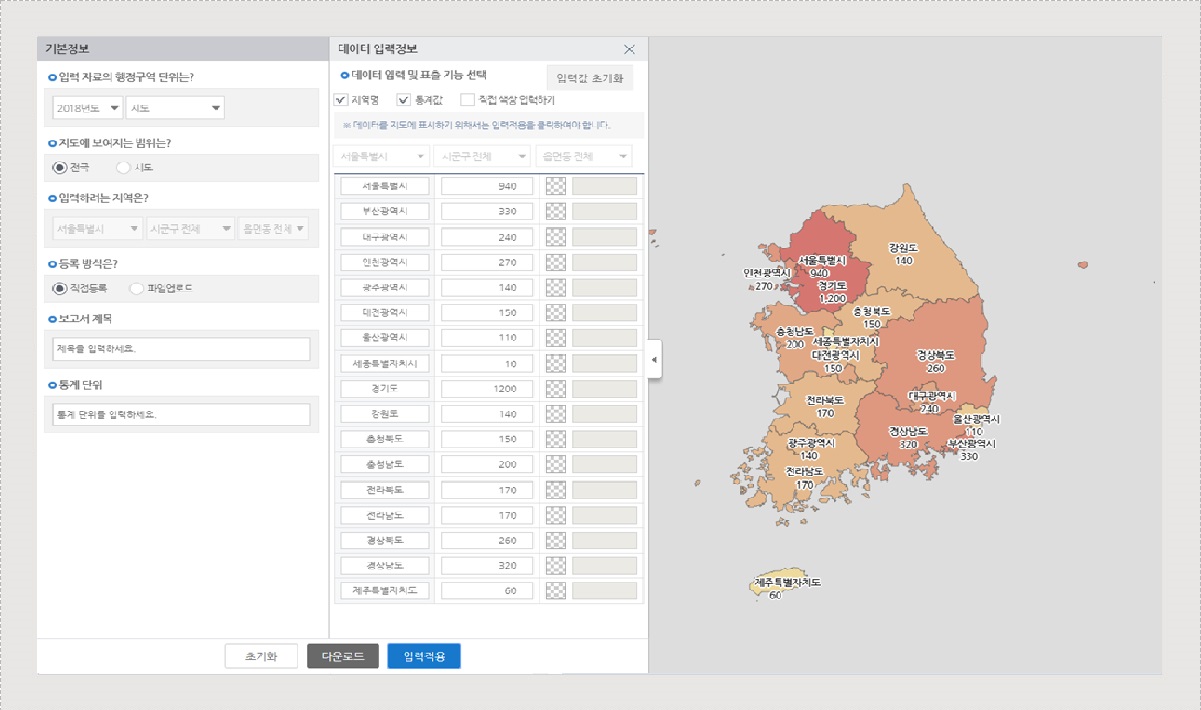 기본정보
입력 자료의 행정구역 단위는?
2018년도 시도
지도에 보여지는 범위는?
전국 시도
입력하려는 지역은?
서울특별시 시군구 전체 읍면동 전체
등록 방식은?
직접등록 파일업로드
보고서 제목
제목을 입력하세요.
통계 단위
통계 단위를 입력하세요.
데이터 입력정보
데이터 입력 및 표출 기능 선택
입력값 초기화
지역명 통계값 직접 색상 입력하기
※ 데이터를 지도에 표시하기 위해서는 입력적용을 클릭하여야 합니다.
서울특별시 시군구 전체 읍면동 전체
서울특별시 940
부산광역시 330
대구광역시 240
인천광역시 270
광주광역시 140
대전광역시 150
울산광역시 110
세종특별자치시 10
경기도 1200
강원도 140
충청북도 150
충청남도 200
전라북도 170
전라남도 170
경상북도 260
경상남도 320
제주특별자치도 60
초기화 다운로드 입력적용
강원도
140
서울특별시
940
인천광역시
270
경기도
1,200
충청북도
150
충청남도
200
세종특별자치시
대전광역시
150
경상북도
260
대구광역시
240
전라북도
170
울산광역시
110
경상남도
320
부산광역시
330
광주광역시
140
전라남도
170
제주특별자치도
60